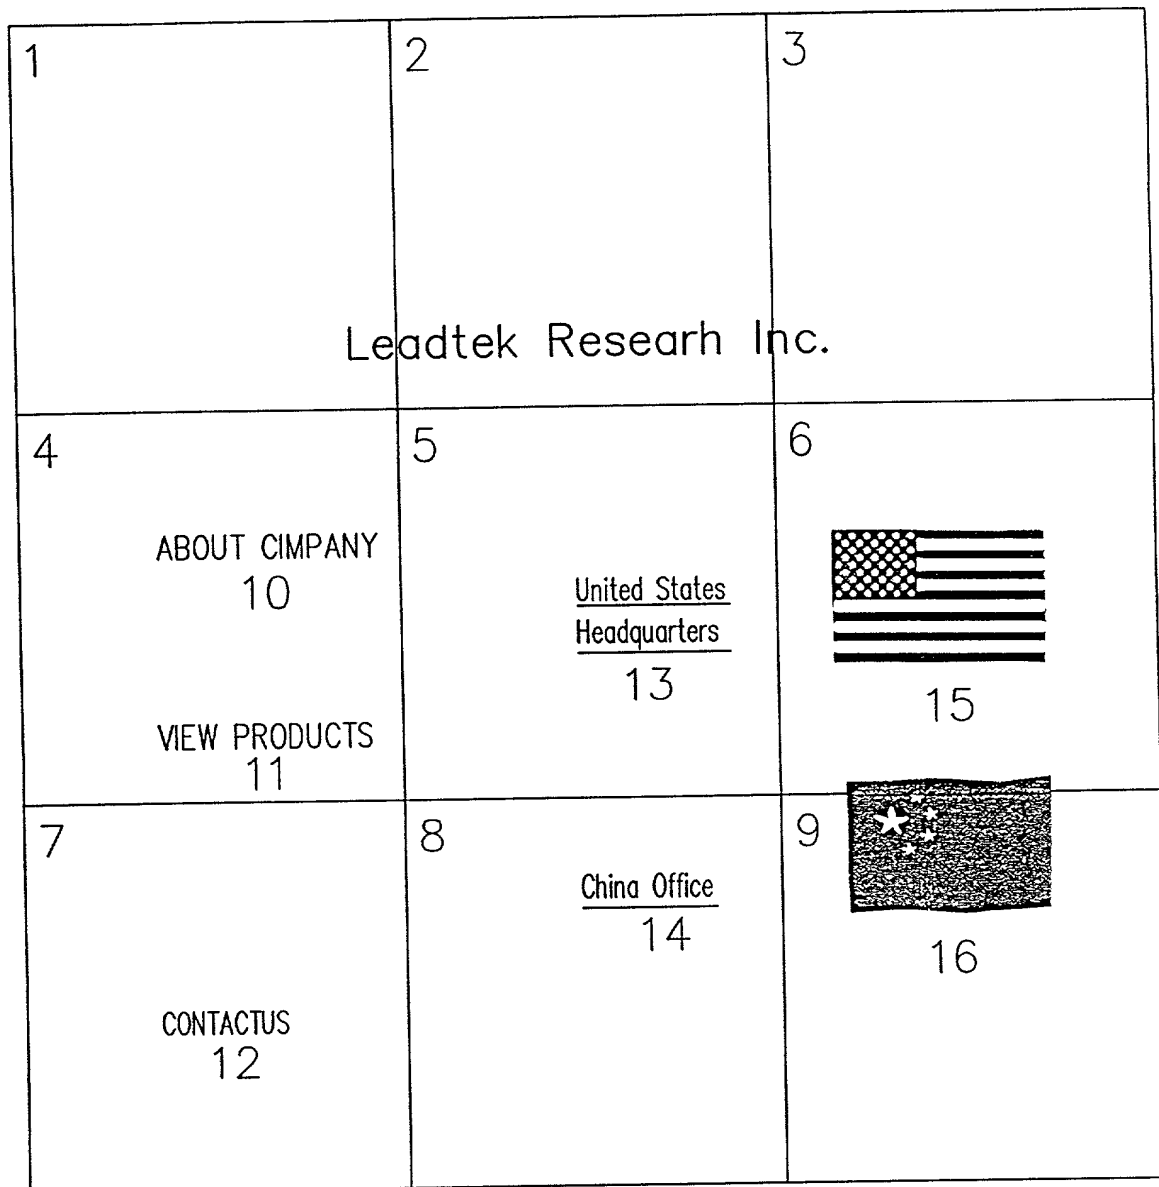 1
2
3
Leadtek Researh Inc.
4
5
6
ABOUT CIMPANY
10
United States
Headquarters
13
15
VIEW PRODUCTS
11
7
8
9
China Office
14
16
CONTACTUS
12